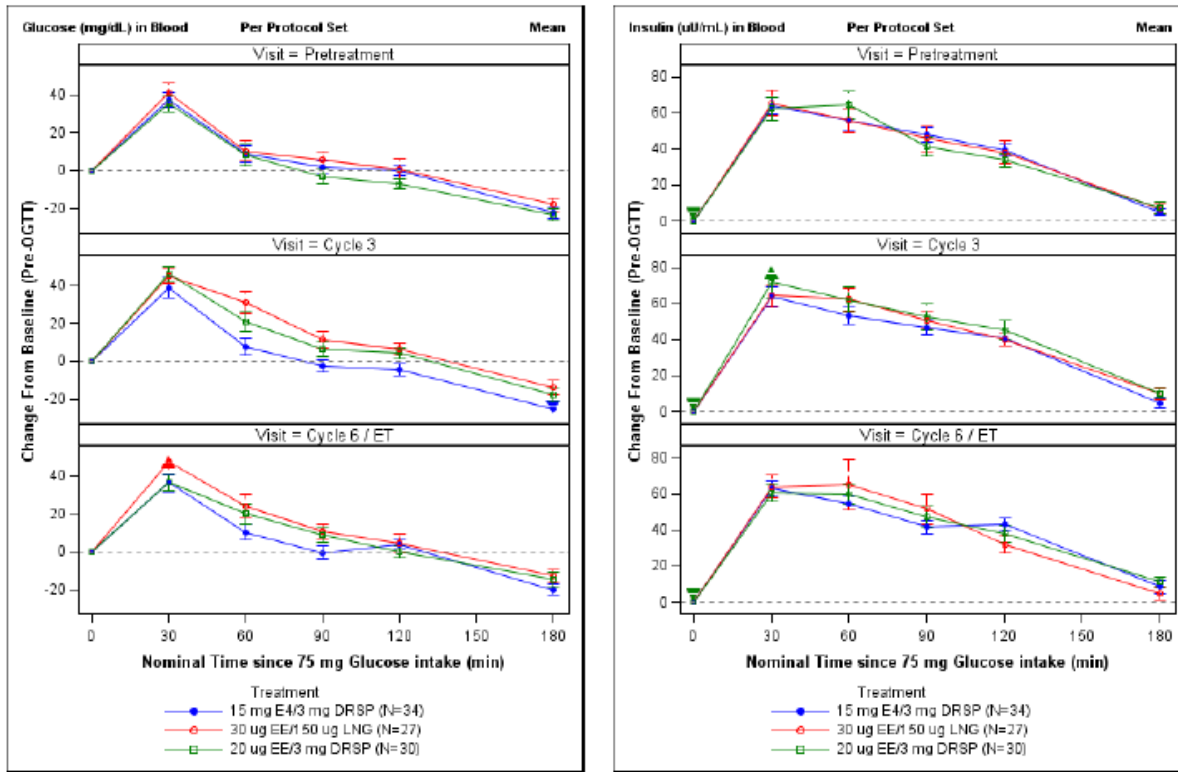 Glucose (mg/dL) in Blood Per Protocol Set Mean
Visit = Pretreatment
40
20
0
-20
Visit = Cycle 3
40
20
0
-20
Visit = Cycle 6 / ET
40
20
0
-20
Change From Baseline (Pre-OGTT)
0 30 60 90 120 180
Nominal Time since 75 mg Glucose intake (min)
Treatment
15 mg E4/3 mg DRSP (N=34)
30 ug EE/150 ug LNG (N=27)
20 ug EE/3 mg DRSP (N=30)
Insulin (uU/mL) in Blood Per Protocol Set Mean
Visit = Pretreatment
80
60
40
20
0
Visit = Cycle 3
80
60
40
20
0
Visit = Cycle 6 / ET
80
60
40
20
0
Change From Baseline (Pre-OGTT)
0 30 60 90 120 180
Nominal Time since 75 mg Glucose intake (min)
Treatment
15 mg E4/3 mg DRSP (N=34)
30 ug EE/150 ug LNG (N=27)
20 ug EE/3 mg DRSP (N=30)